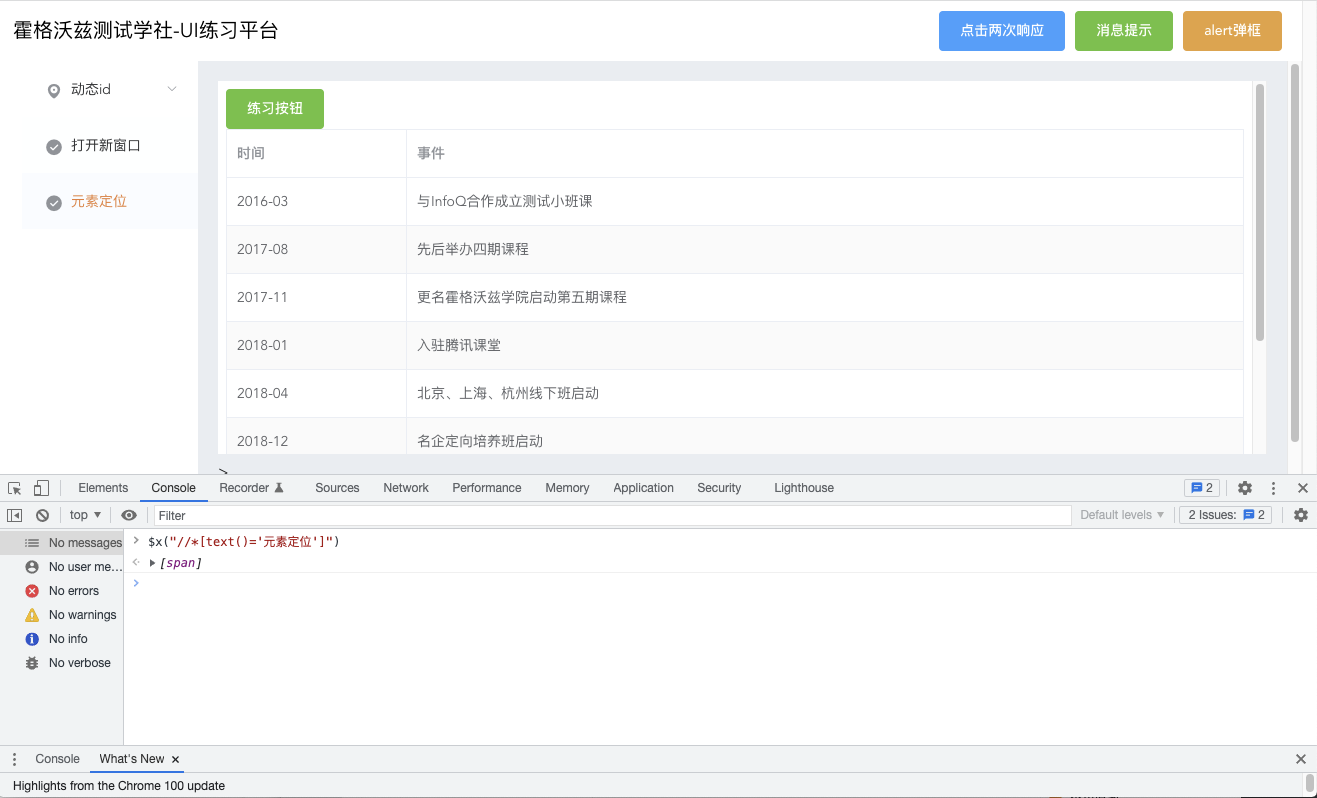 霍格沃兹测试学社-UI练习平台
点击两次响应
消息提示
alert弹框
动态id
打开新窗口
元素定位
练习按钮
时间 事件
2016-03 与InfoQ合作成立测试小班课
2017-08 先后举办四期课程
2017-11 更名霍格沃兹学院启动第五期课程
2018-01 入驻腾讯课堂
2018-04 北京、上海、杭州线下班启动
2018-12 名企定向培养班启动
>
Elements Console Recorder Sources Network Performance Memory Application Security Lighthouse 2
top Filter Default levels 2 Issues: 2
No messages
No user me…
No errors
No warnings
No info
No verbose
> $x("//*[text()='元素定位']")
[span]
>
Console What's New ×
Highlights from the Chrome 100 update